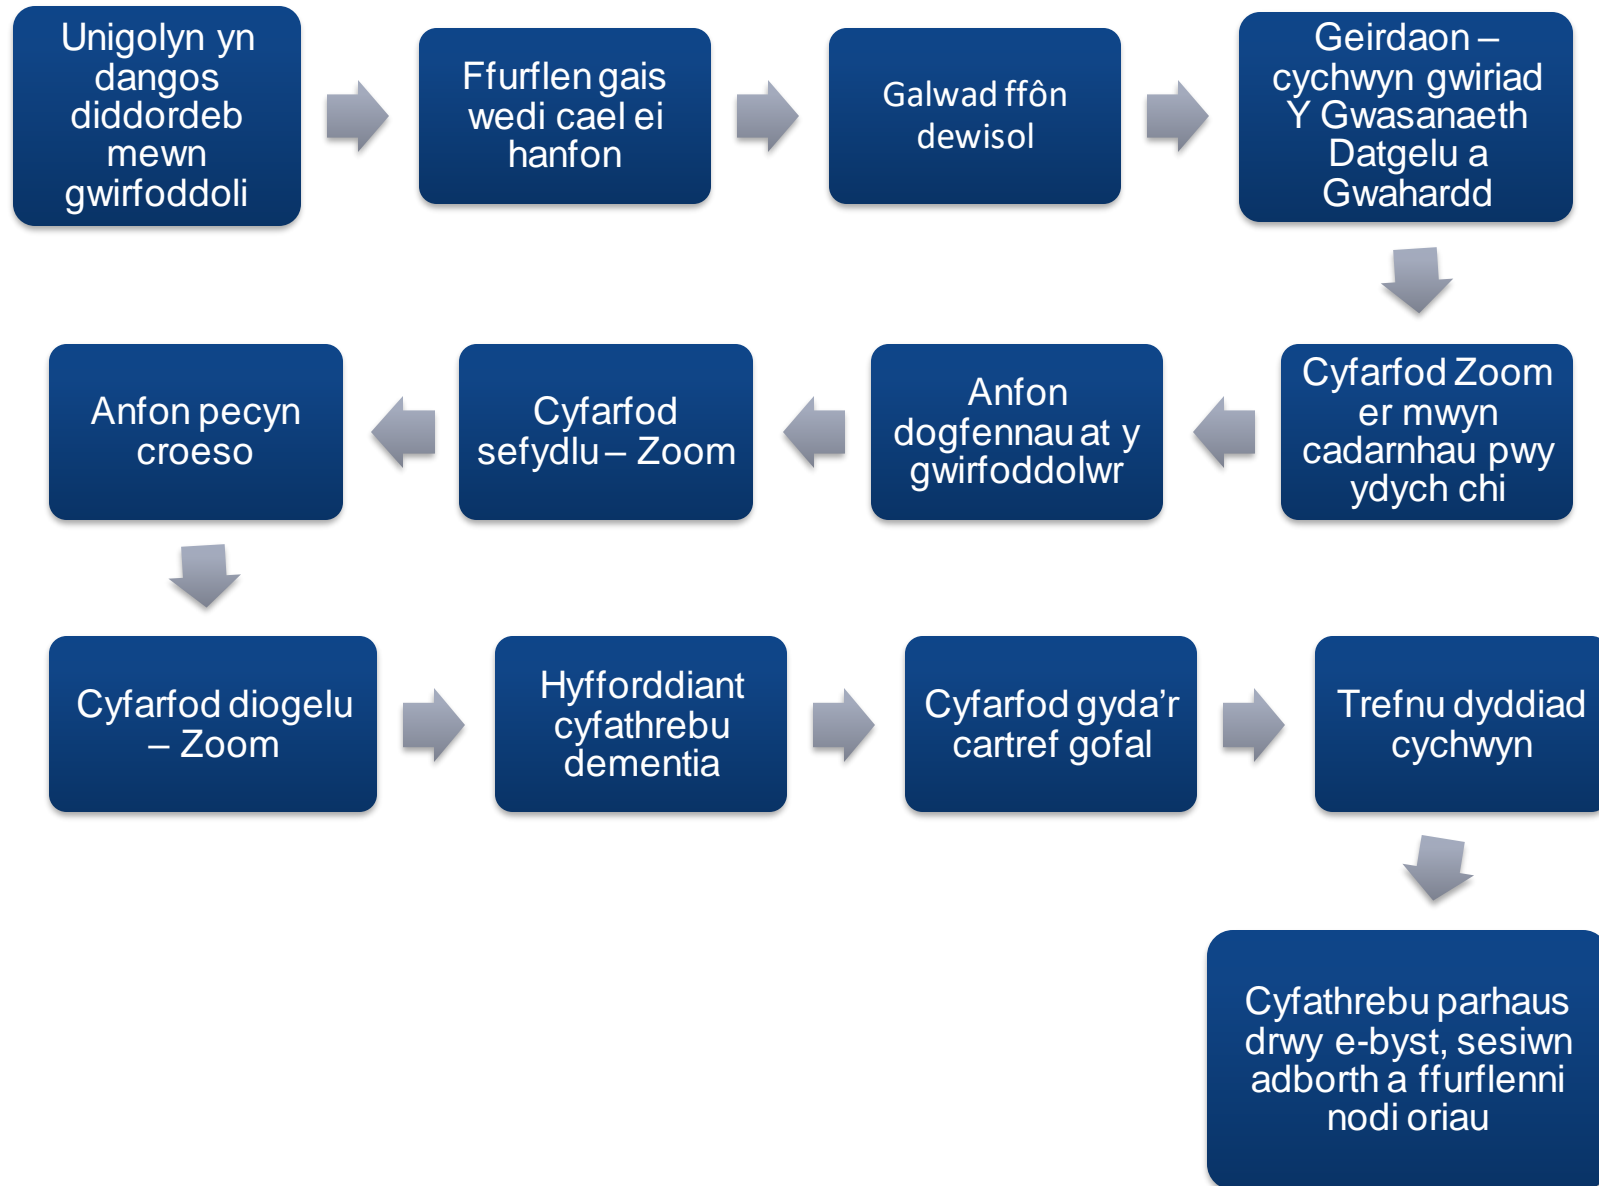 Unigolyn yn
dangos
diddordeb
mewn
gwirfoddoli
Ffurflen gais
wedi cael ei
hanfon
Galwad ffôn
dewisol
Geirdaon –
cychwyn gwiriad
Y Gwasanaeth
Datgelu a
Gwahardd
Cyfarfod Zoom
er mwyn
cadarnhau pwy
ydych chi
Anfon
dogfennau at y
gwirfoddolwr
Cyfarfod
sefydlu – Zoom
Anfon pecyn
croeso
Cyfarfod diogelu
– Zoom
Hyfforddiant
cyfathrebu
dementia
Cyfarfod gyda’r
cartref gofal
Trefnu dyddiad
cychwyn
Cyfathrebu parhaus
drwy e-byst, sesiwn
adborth a ffurflenni
nodi oriau